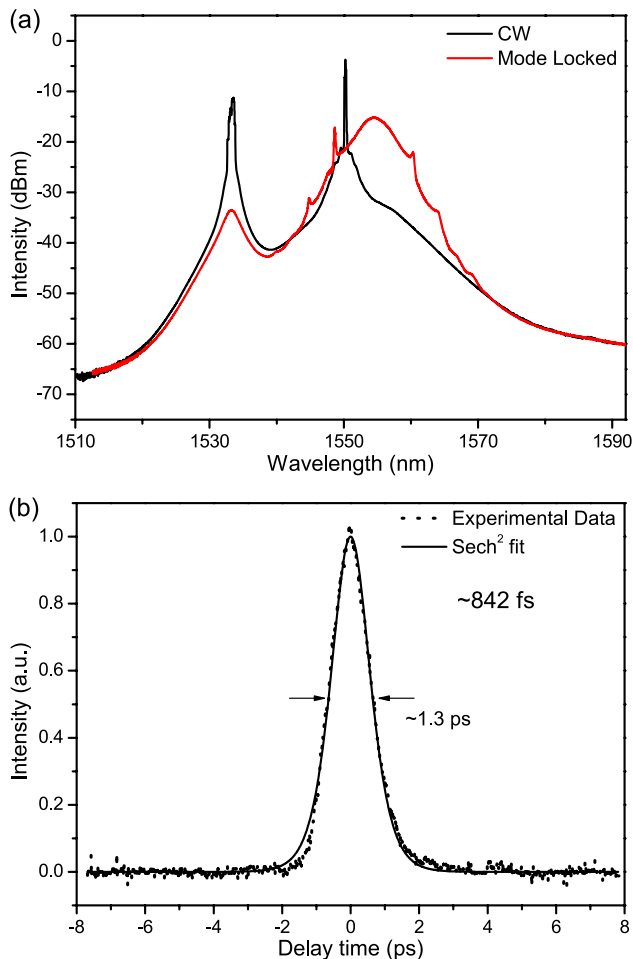 (a)
CW
Mode Locked
0
-10
-20
-30
-40
-50
-60
-70
Intensity (dBm)
1510
1530
1550
1570
1590
Wavelength (nm)
(b)
Experimental Data
Sech² fit
~842 fs
~1.3 ps
1.0
0.8
0.6
0.4
0.2
0.0
Intensity (a.u.)
-8
-6
-4
-2
0
2
4
6
8
Delay time (ps)